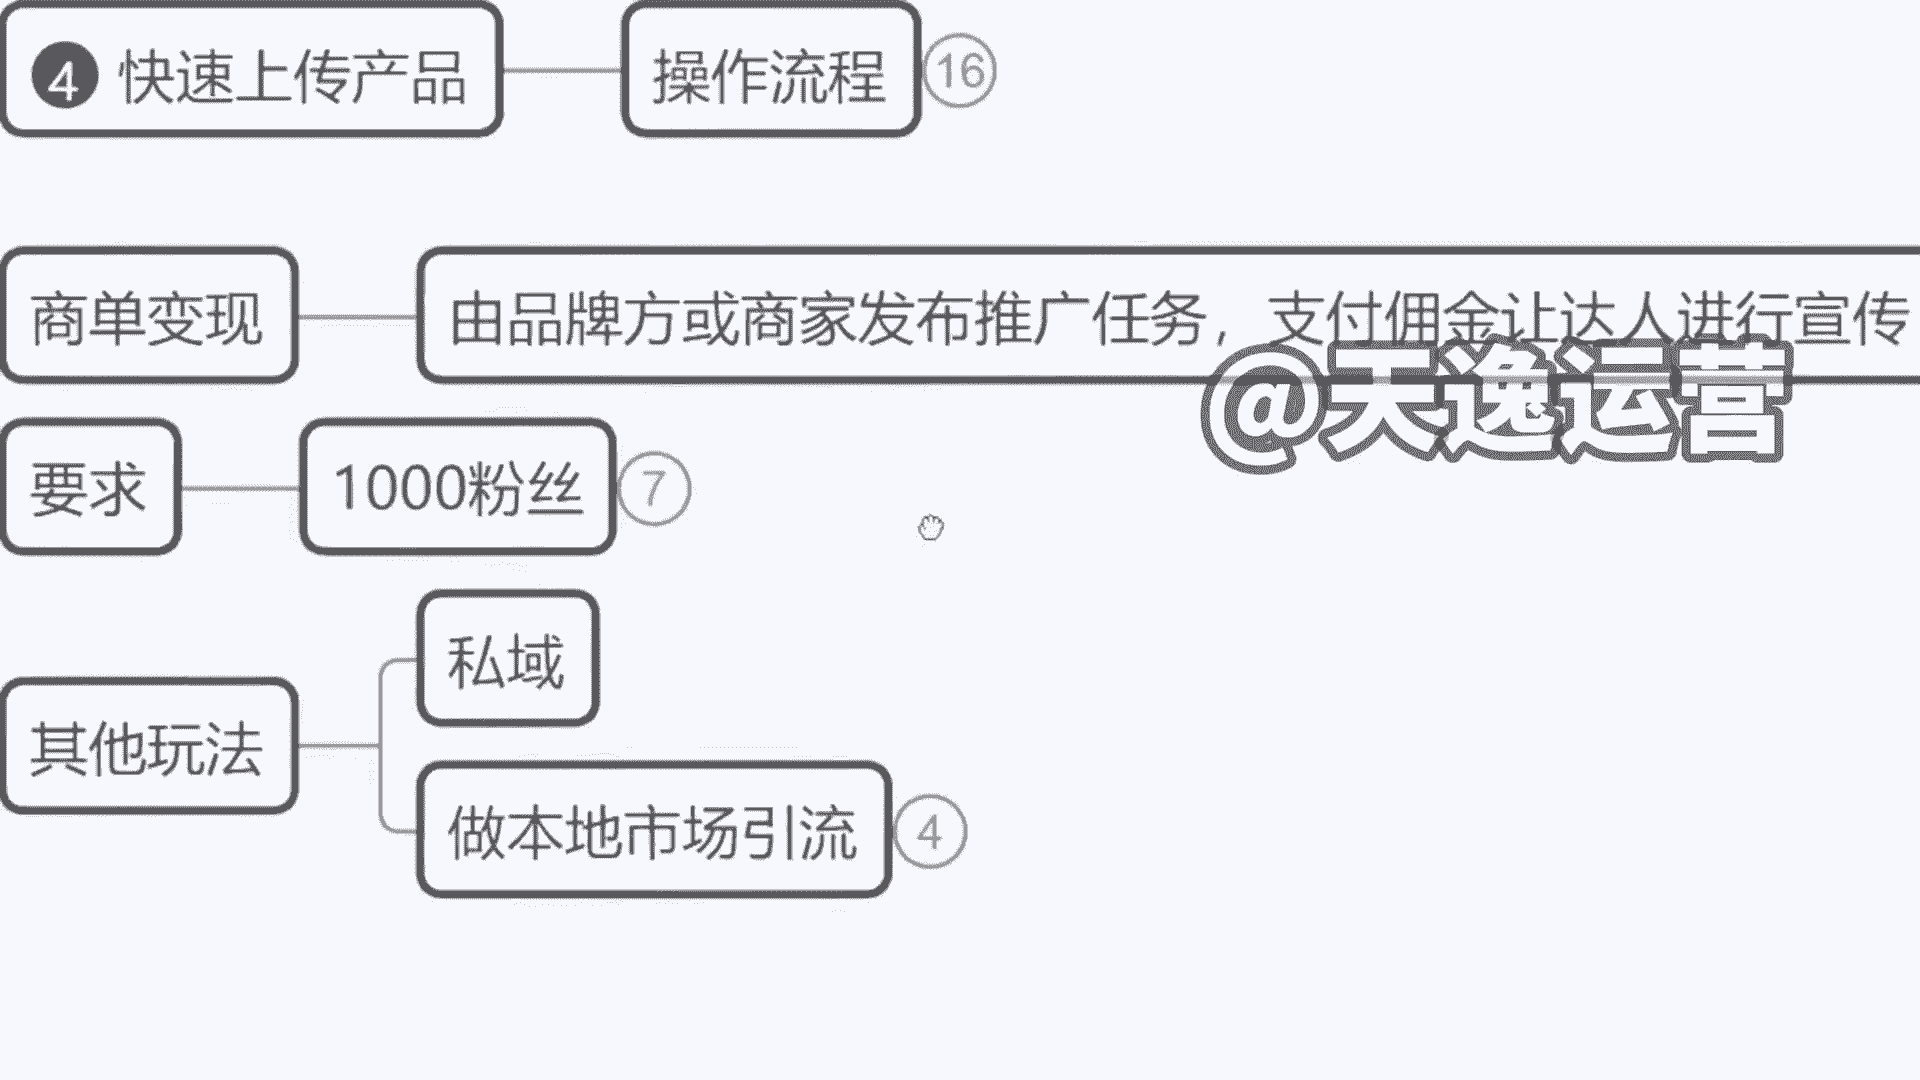 4 快速上传产品 操作流程 16
商单变现 由品牌方或商家发布推广任务，支付佣金让达人进行宣传
@天逸运营
要求 1000粉丝 7
私域
其他玩法
做本地市场引流 4